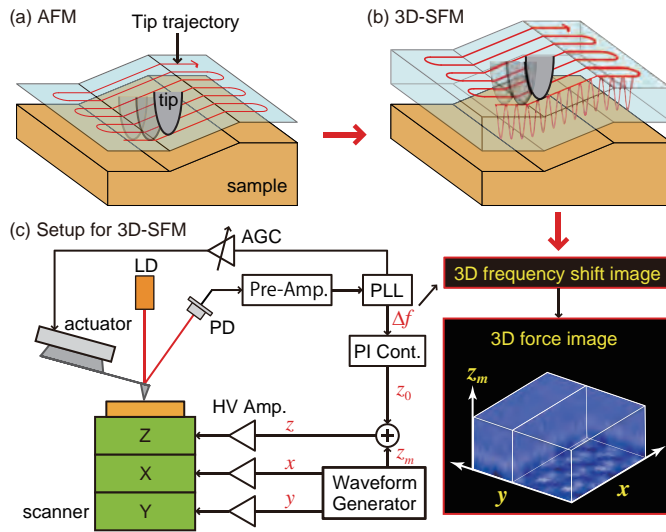 (a) AFM
Tip trajectory
tip
sample
(b) 3D-SFM
(c) Setup for 3D-SFM
AGC
LD
Pre-Amp.
PLL
PD
actuator
Δf
PI Cont.
z0
HV Amp.
Z
z
zm
X
x
Waveform
Generator
scanner
Y
y
3D frequency shift image
3D force image
zm
y
x